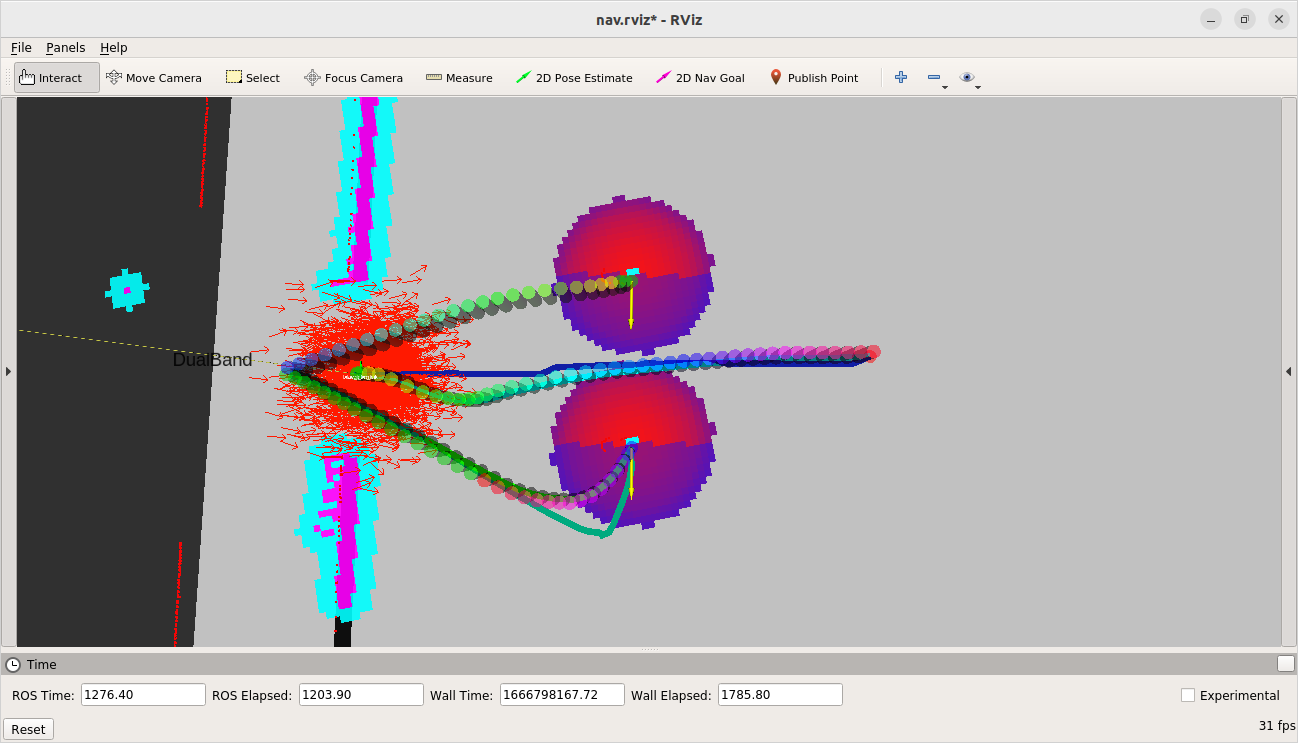 nav.rviz* - RViz
File Panels Help
Interact Move Camera Select Focus Camera Measure 2D Pose Estimate 2D Nav Goal Publish Point
DualBand
Time
ROS Time: 1276.40 ROS Elapsed: 1203.90 Wall Time: 1666798167.72 Wall Elapsed: 1785.80 Experimental
Reset 31 fps